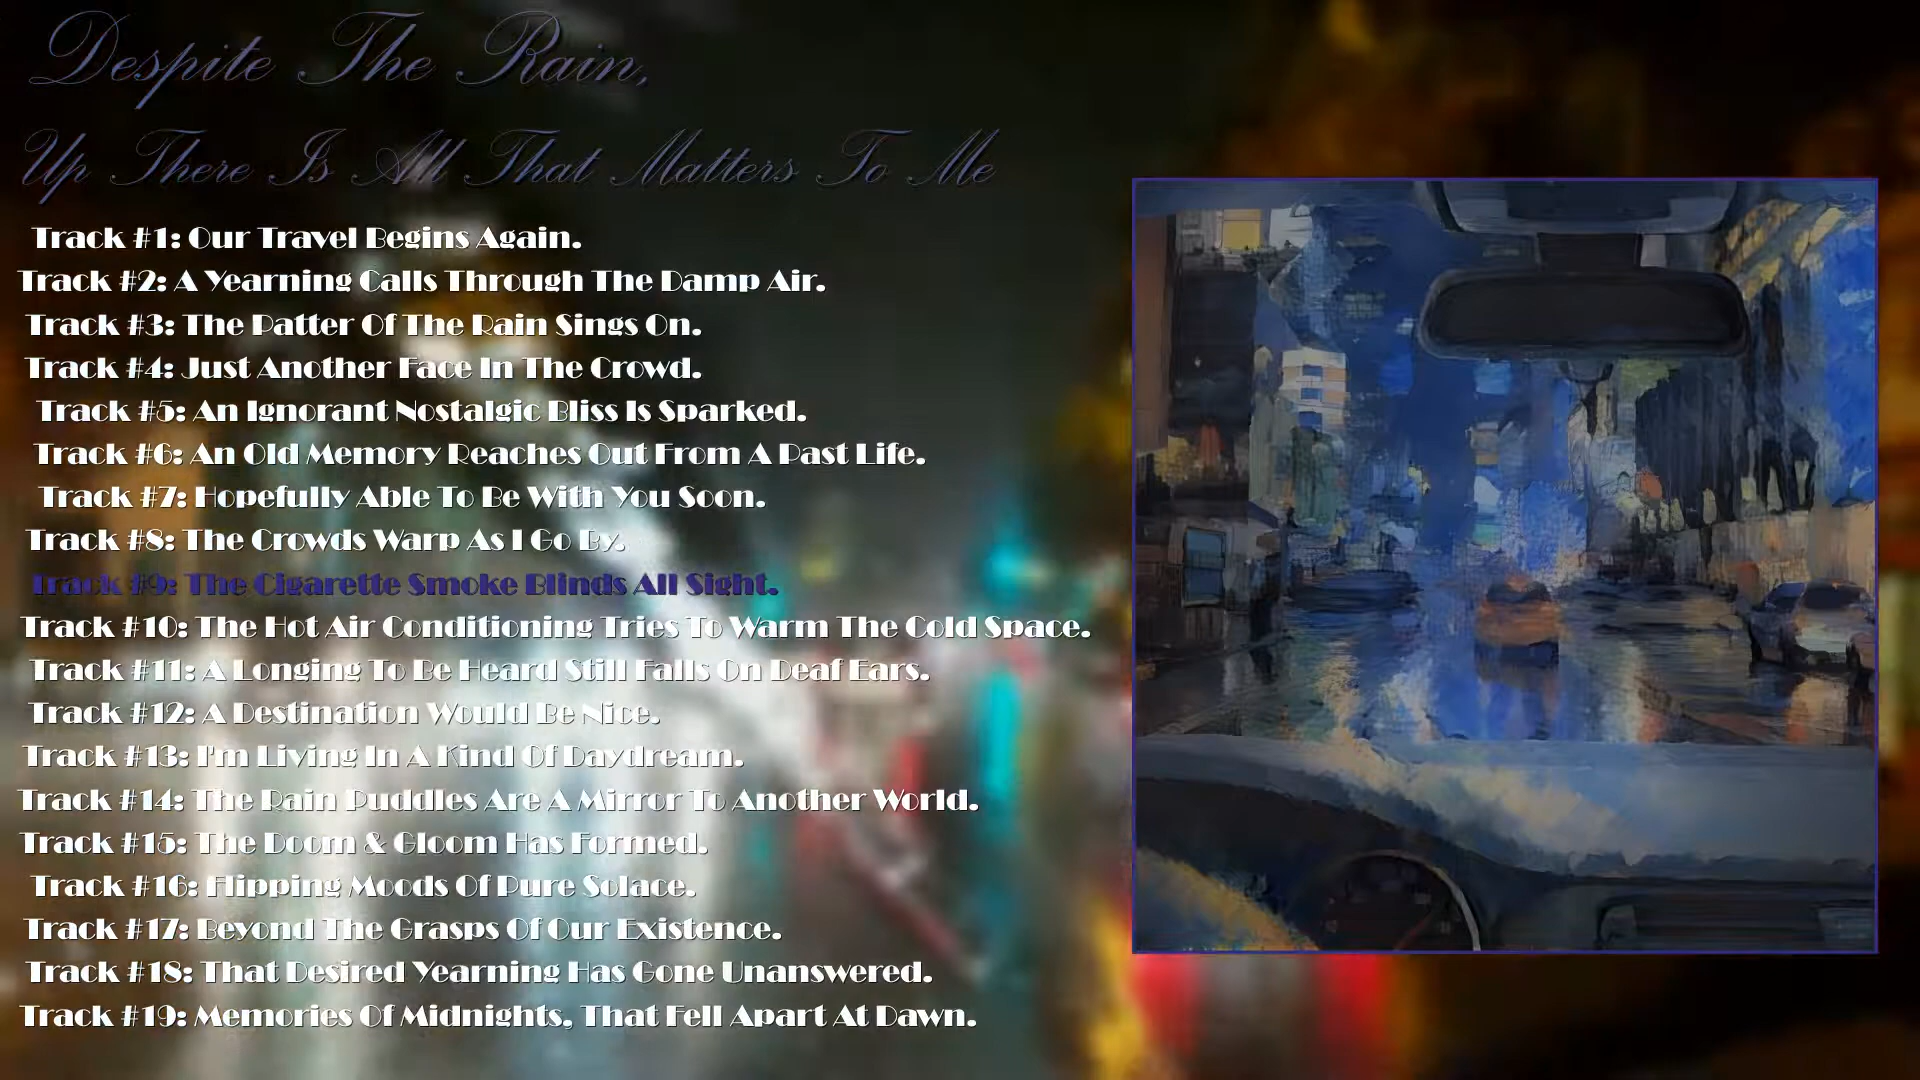 Despite The Rain,
Up There Is All That Matters To Me
Track #1: Our Travel Begins Again.
Track #2: A Yearning Calls Through The Damp Air.
Track #3: The Patter Of The Rain Sings On.
Track #4: Just Another Face In The Crowd.
Track #5: An Ignorant Nostalgic Bliss Is Sparked.
Track #6: An Old Memory Reaches Out From A Past Life.
Track #7: Hopefully Able To Be With You Soon.
Track #8: The Crowds Warp As I Go By.
Track #9: The Cigarette Smoke Blinds All Sight.
Track #10: The Hot Air Conditioning Tries To Warm The Cold Space.
Track #11: A Longing To Be Heard Still Falls On Deaf Ears.
Track #12: A Destination Would Be Nice.
Track #13: I'm Living In A Kind Of Daydream.
Track #14: The Rain Puddles Are A Mirror To Another World.
Track #15: The Doom & Gloom Has Formed.
Track #16: Flipping Moods Of Pure Solace.
Track #17: Beyond The Grasps Of Our Existence.
Track #18: That Desired Yearning Has Gone Unanswered.
Track #19: Memories Of Midnights, That Fell Apart At Dawn.